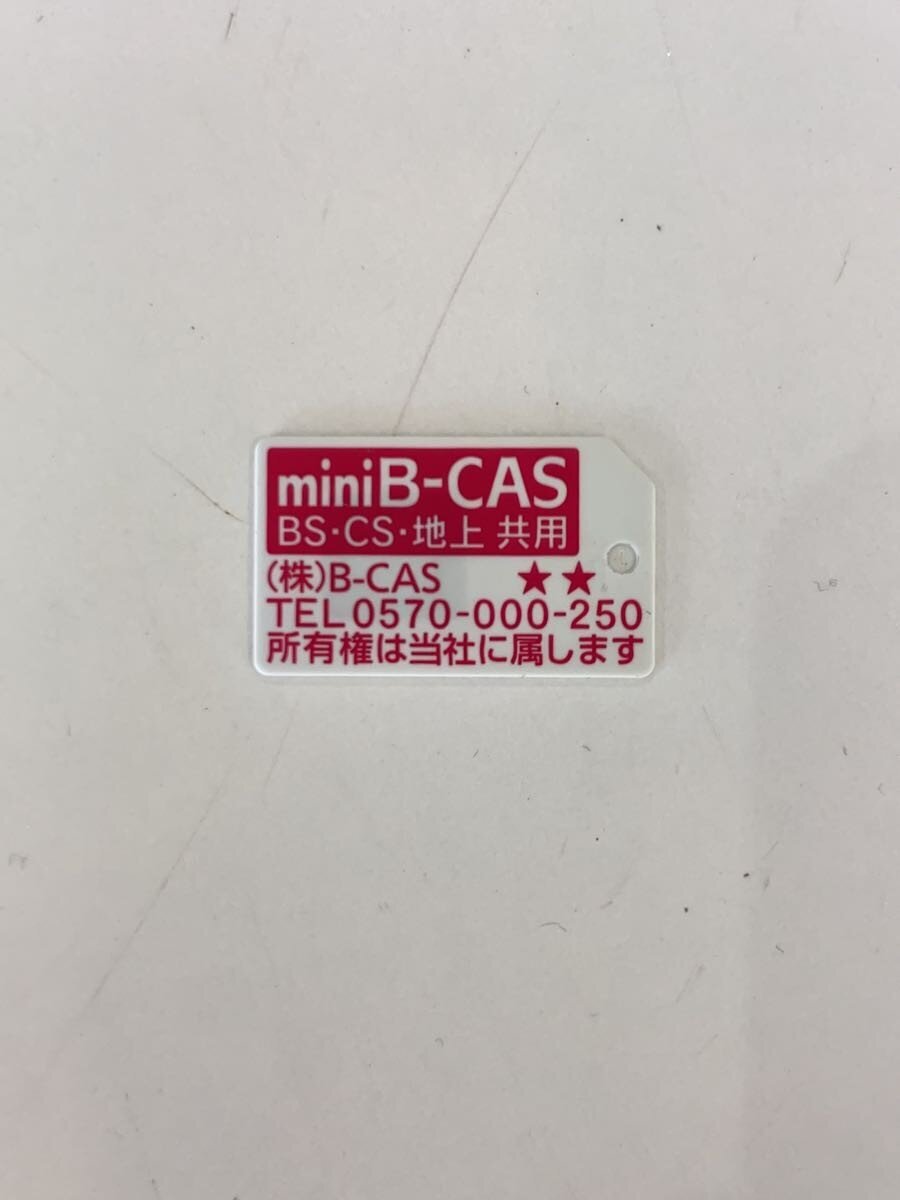 miniB-CAS
BS・CS・地上 共用
(株)B-CAS ★★
TEL 0570-000-250
所有権は当社に属します